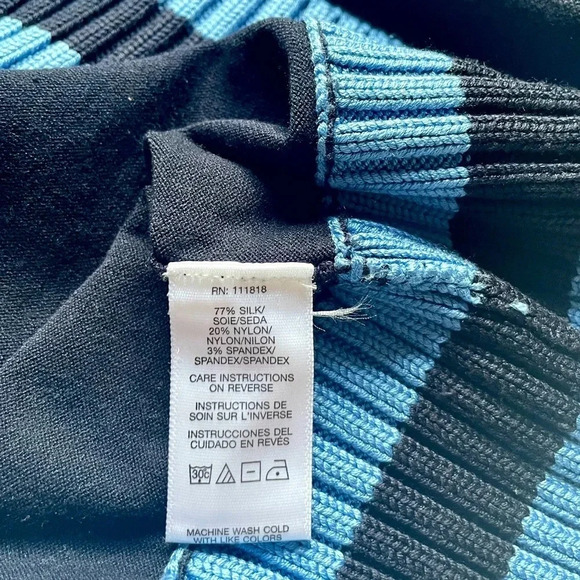 RN: 111818
77% SILK/
SOIE/SEDA
20% NYLON/
NYLON/NILON
3% SPANDEX/
SPANDEX/SPANDEX
CARE INSTRUCTIONS
ON REVERSE
INSTRUCTIONS DE
SOIN SUR L'INVERSE
INSTRUCCIONES DEL
CUIDADO EN REVÉS
30c
MACHINE WASH COLD
WITH LIKE COLORS